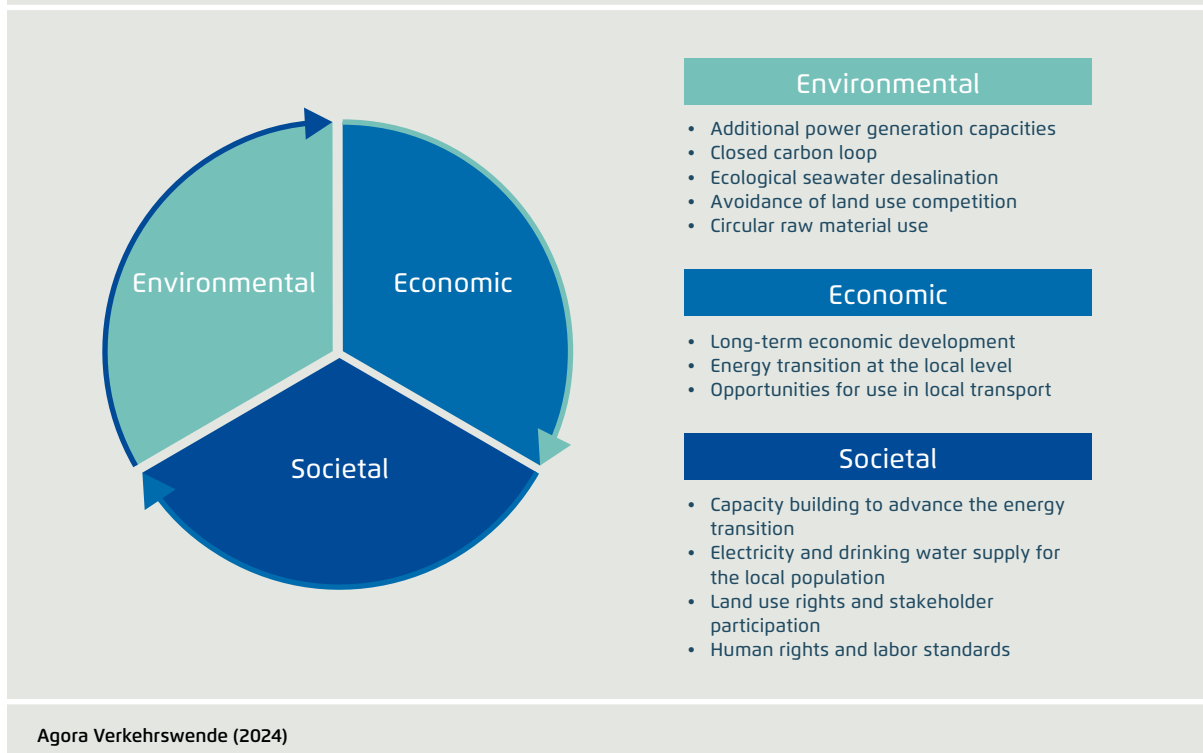 Environmental
Economic
Societal
Environmental
• Additional power generation capacities
• Closed carbon loop
• Ecological seawater desalination
• Avoidance of land use competition
• Circular raw material use
Economic
• Long-term economic development
• Energy transition at the local level
• Opportunities for use in local transport
Societal
• Capacity building to advance the energy
transition
• Electricity and drinking water supply for
the local population
• Land use rights and stakeholder
participation
• Human rights and labor standards
Agora Verkehrswende (2024)